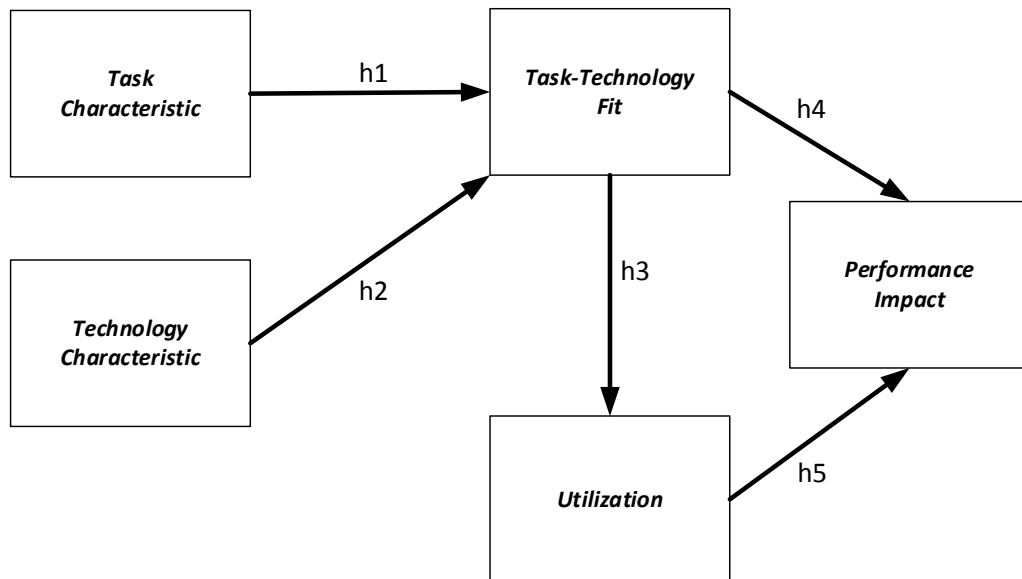 Task
Characteristic
h1
Task-Technology
Fit
h4
Technology
Characteristic
h2
h3
Performance
Impact
Utilization
h5